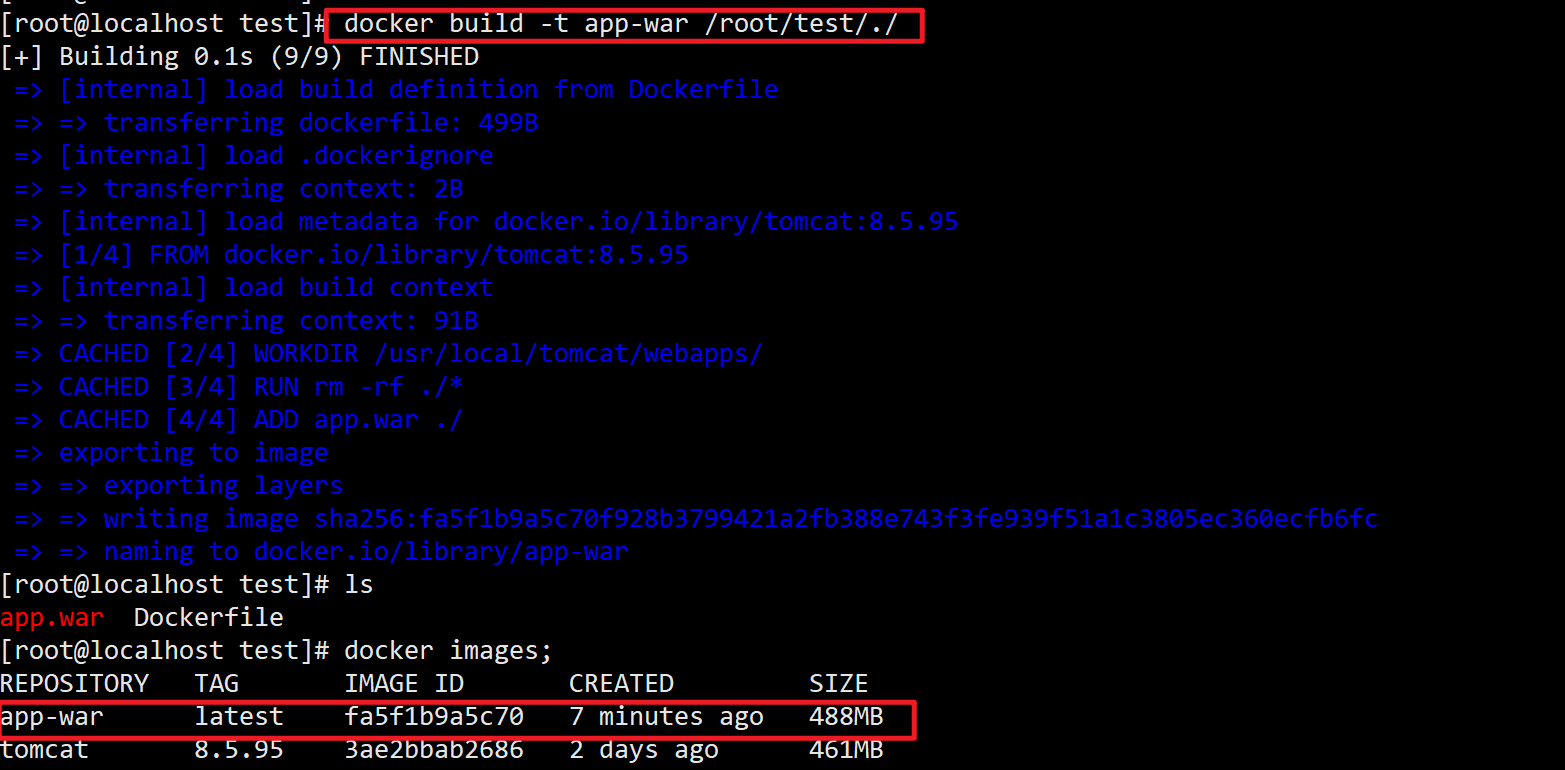 [root@localhost test]# docker build -t app-war /root/test/./
[+] Building 0.1s (9/9) FINISHED
=> [internal] load build definition from Dockerfile
=> => transferring dockerfile: 499B
=> [internal] load .dockerignore
=> => transferring context: 2B
=> [internal] load metadata for docker.io/library/tomcat:8.5.95
=> [1/4] FROM docker.io/library/tomcat:8.5.95
=> [internal] load build context
=> => transferring context: 91B
=> CACHED [2/4] WORKDIR /usr/local/tomcat/webapps/
=> CACHED [3/4] RUN rm -rf ./*
=> CACHED [4/4] ADD app.war ./
=> exporting to image
=> => exporting layers
=> => writing image sha256:fa5f1b9a5c70f928b3799421a2fb388e743f3fe939f51a1c3805ec360ecfb6fc
=> => naming to docker.io/library/app-war
[root@localhost test]# ls
app.war  Dockerfile
[root@localhost test]# docker images;
REPOSITORY   TAG       IMAGE ID       CREATED         SIZE
app-war      latest    fa5f1b9a5c70   7 minutes ago   488MB
tomcat       8.5.95    3ae2bbab2686   2 days ago      461MB